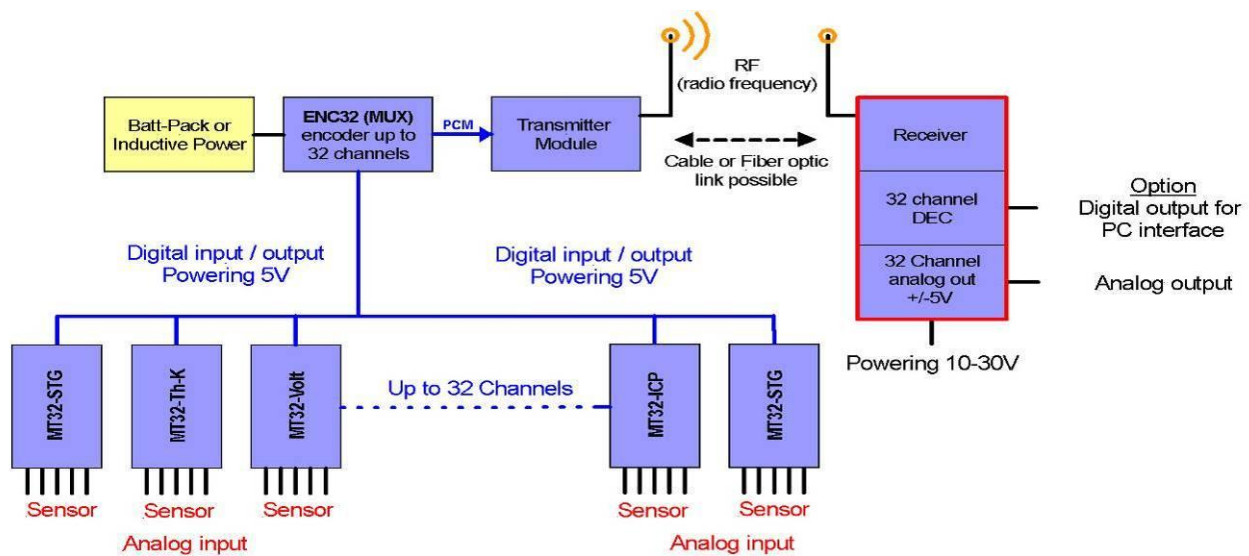 RF
(radio frequency)
Batt-Pack or
Inductive Power
ENC32 (MUX)
encoder up to
32 channels
PCM
Transmitter
Module
Cable or Fiber optic
link possible
Receiver
32 channel
DEC
32 Channel
analog out
+/-5V
Option
Digital output for
PC interface
Analog output
Powering 10-30V
Digital input / output
Powering 5V
Digital input / output
Powering 5V
MT32-STG
MT32-Th-K
MT32-Volt
Up to 32 Channels
MT32-ICP
MT32-STG
Sensor
Sensor
Sensor
Sensor
Sensor
Analog input
Analog input